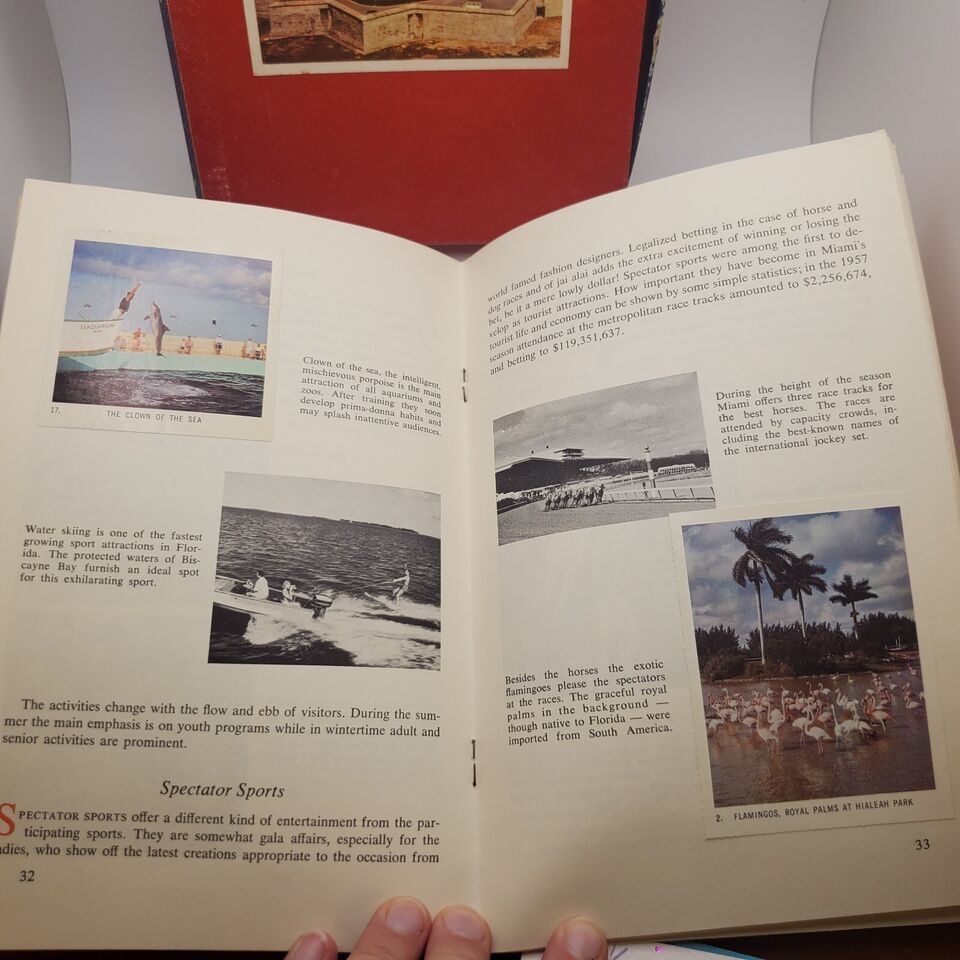 SEAQUARIUM
17. THE CLOWN OF THE SEA
Clown of the sea, the intelligent,
mischievous porpoise is the main
attraction of all aquariums and
zoos. After training they soon
develop prima-donna habits and
may splash inattentive audiences.
Water skiing is one of the fastest
growing sport attractions in Flor-
ida. The protected waters of Bis-
cayne Bay furnish an ideal spot
for this exhilarating sport.
The activities change with the flow and ebb of visitors. During the sum-
mer the main emphasis is on youth programs while in wintertime adult and
senior activities are prominent.
Spectator Sports
SPECTATOR SPORTS offer a different kind of entertainment from the par-
ticipating sports. They are somewhat gala affairs, especially for the
adies, who show off the latest creations appropriate to the occasion from
32
world famed fashion designers. Legalized betting in the case of horse and
dog races and of jai alai adds the extra excitement of winning or losing the
bet, be it a mere lowly dollar! Spectator sports were among the first to de-
velop as tourist attractions. How important they have become in Miami's
tourist life and economy can be shown by some simple statistics; in the 1957
season attendance at the metropolitan race tracks amounted to $2,256,674,
and betting to $119,351,637.
During the height of the season
Miami offers three race tracks for
the best horses. The races are
attended by capacity crowds, in-
cluding the best-known names of
the international jockey set.
Besides the horses the exotic
flamingoes please the spectators
at the races. The graceful royal
palms in the background —
though native to Florida — were
imported from South America.
2. FLAMINGOS, ROYAL PALMS AT HIALEAH PARK
33